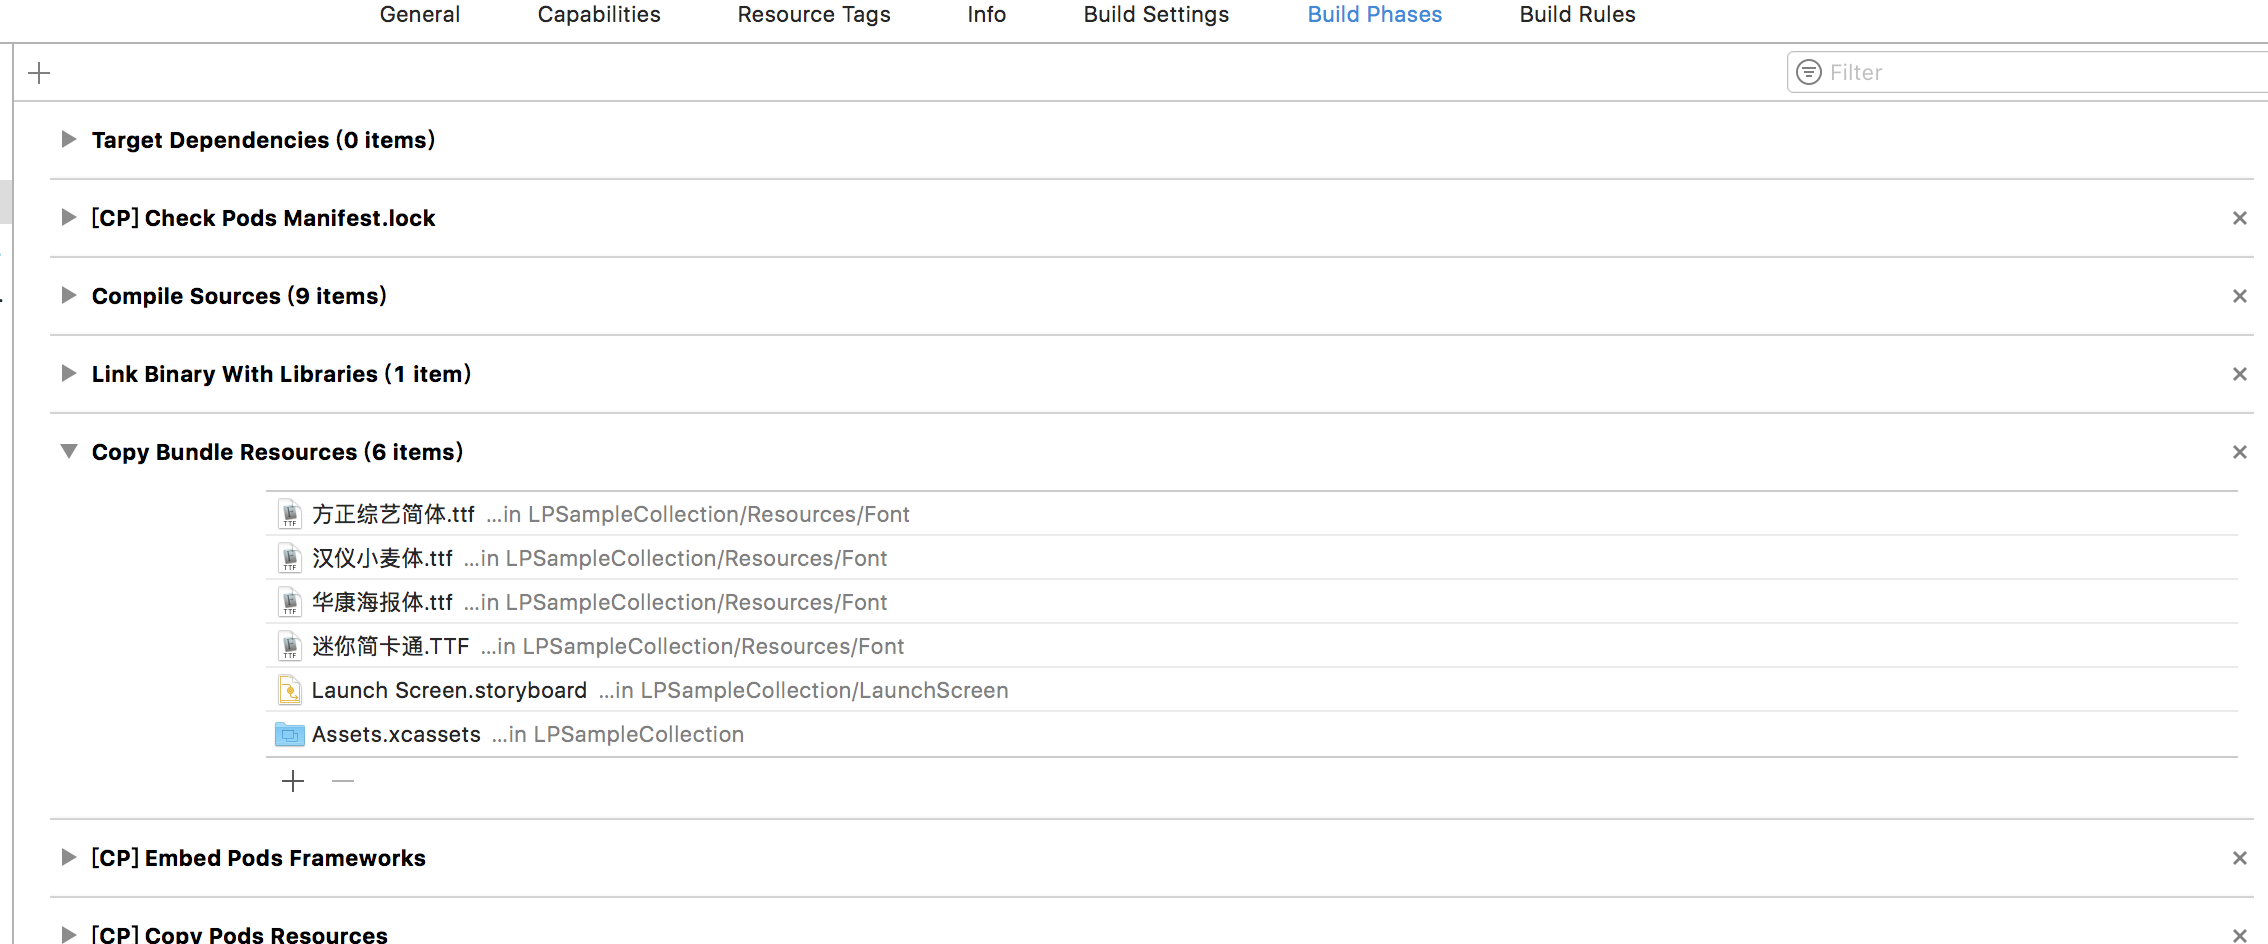 General Capabilities Resource Tags Info Build Settings Build Phases Build Rules
Filter
Target Dependencies (0 items)
[CP] Check Pods Manifest.lock
Compile Sources (9 items)
Link Binary With Libraries (1 item)
Copy Bundle Resources (6 items)
方正综艺简体.ttf ...in LPSampleCollection/Resources/Font
汉仪小麦体.ttf ...in LPSampleCollection/Resources/Font
华康海报体.ttf ...in LPSampleCollection/Resources/Font
迷你简卡通.TTF ...in LPSampleCollection/Resources/Font
Launch Screen.storyboard ...in LPSampleCollection/LaunchScreen
Assets.xcassets ...in LPSampleCollection
[CP] Embed Pods Frameworks
[CP] Copy Pods Resources